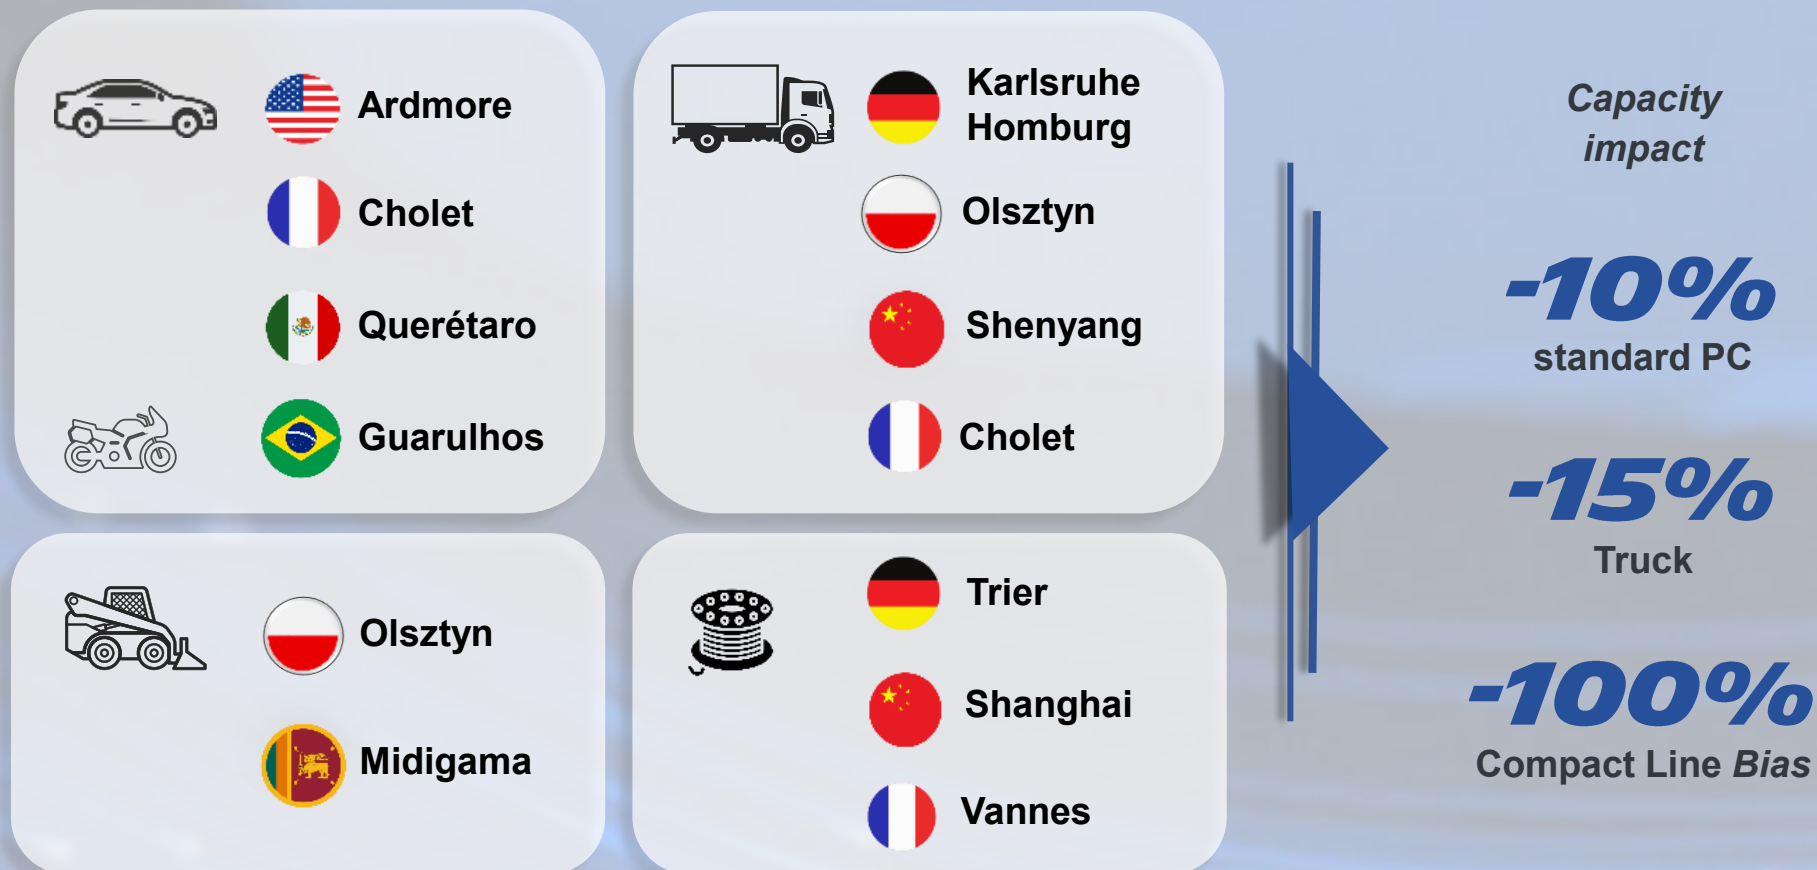 Ardmore
Cholet
Querétaro
Guarulhos
Karlsruhe
Homburg
Olsztyn
Shenyang
Cholet
Olsztyn
Midigama
Trier
Shanghai
Vannes
Capacity
impact
-10%
standard PC
-15%
Truck
-100%
Compact Line Bias